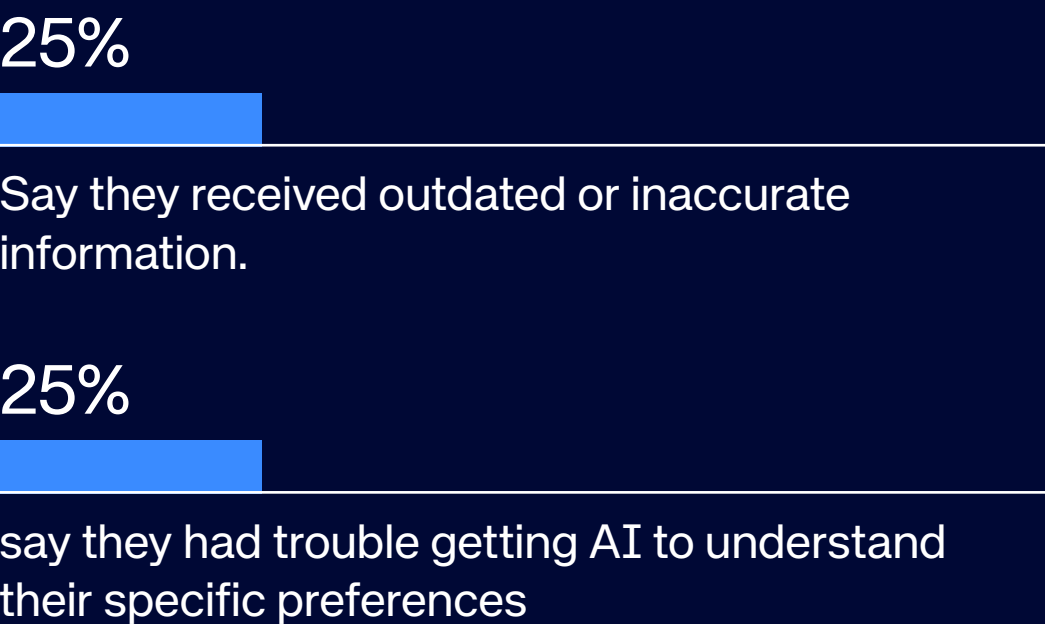 25%
Say they received outdated or inaccurate
information.
25%
say they had trouble getting AI to understand
their specific preferences